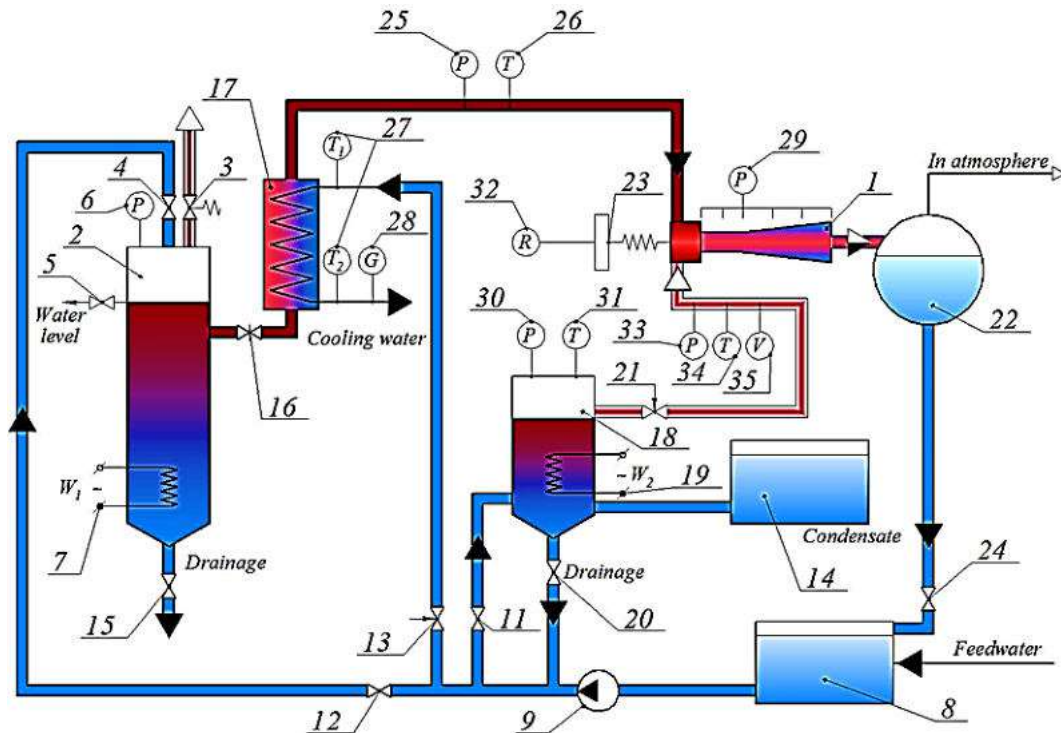 25
26
17
P
T
27
T1
29
In atmosphere
4
3
P
6
P
32
23
1
2
28
R
5
T2
G
Water
level
30
31
Cooling water
P
T
33
P
T
V
22
34
35
16
21
18
W1 ~
~ W2
19
7
Drainage
14
Condensate
15
Drainage
24
13
11
20
Feedwater
12
9
8